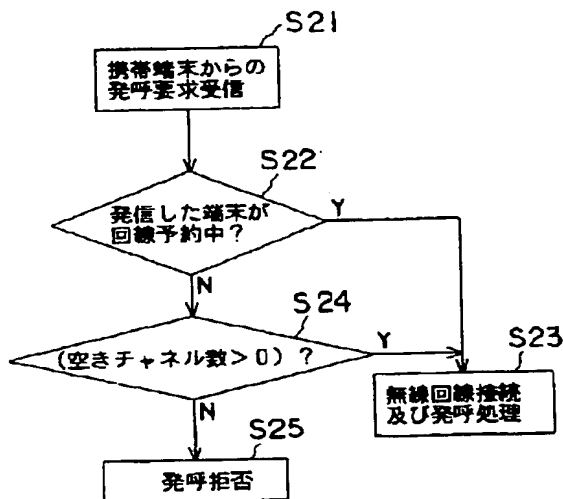 S21
携帯端末からの
発呼要求受信
S22
発信した端末が
回線予約中?
Y
N
S24
(空きチャネル数>0)?
Y
N
S23
無線回線接続
及び発呼処理
S25
発呼拒否